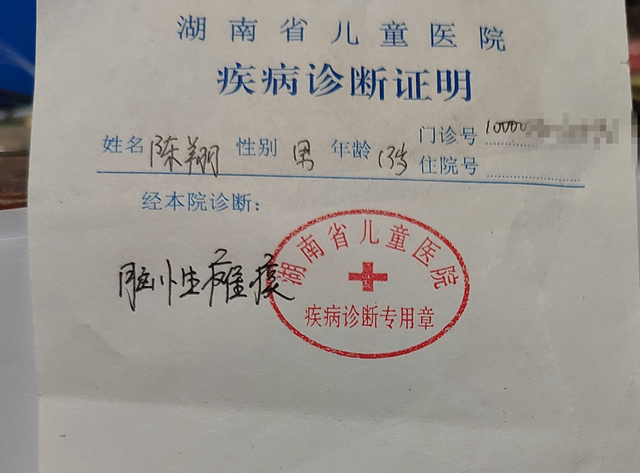 湖南省儿童医院
疾病诊断证明
姓名 陈翔 性别 男 年龄 13岁 门诊号 10000
住院号
经本院诊断:
脑性瘫痪
湖南省儿童医院
疾病诊断专用章